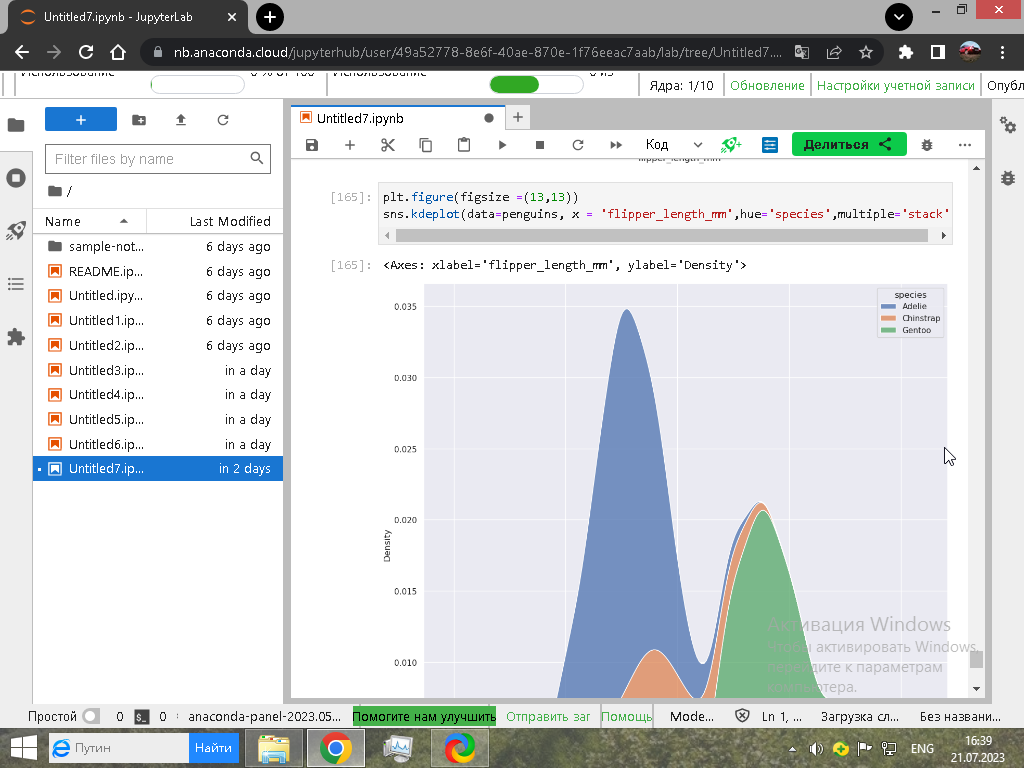 Untitled7.ipynb - JupyterLab
nb.anaconda.cloud/jupyterhub/user/49a52778-8e6f-40ae-870e-1f76eeac7aab/lab/tree/Untitled7....
Использование 0 % от 100 Использование 0 из Ядра: 1/10 Обновление Настройки учетной записи Опубл
Untitled7.ipynb
Код Делиться
Filter files by name
/
Name Last Modified
sample-not... 6 days ago
README.ip... 6 days ago
Untitled.ipy... 6 days ago
Untitled1.ip... 6 days ago
Untitled2.ip... 6 days ago
Untitled3.ip... in a day
Untitled4.ip... in a day
Untitled5.ip... in a day
Untitled6.ip... in a day
Untitled7.ip... in 2 days
flipper_length_mm
[165]: plt.figure(figsize =(13,13))
sns.kdeplot(data=penguins, x = 'flipper_length_mm',hue='species',multiple='stack'
[165]: <Axes: xlabel='flipper_length_mm', ylabel='Density'>
species
Adelie
Chinstrap
Gentoo
0.035
0.030
0.025
0.020
0.015
0.010
Density
Активация Windows
Чтобы активировать Windows,
перейдите к параметрам
компьютера.
Простой 0 $_ 0 anaconda-panel-2023.05... Помогите нам улучшить Отправить заг Помощь Mode... Ln 1, ... Загрузка сл... Без названи...
Путин Найти
ENG
16:39
21.07.2023